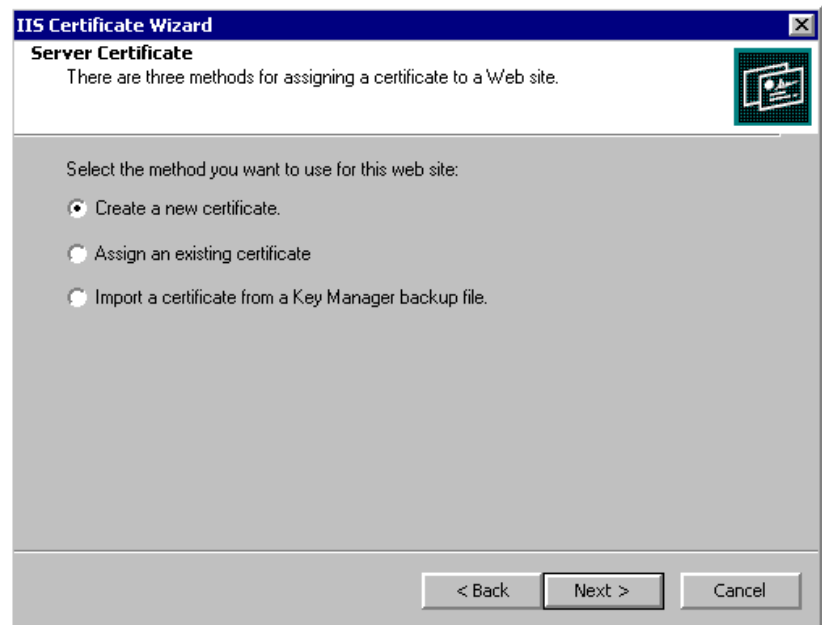 IIS Certificate Wizard
Server Certificate
There are three methods for assigning a certificate to a Web site.
Select the method you want to use for this web site:
Create a new certificate.
Assign an existing certificate
Import a certificate from a Key Manager backup file.
< Back Next > Cancel